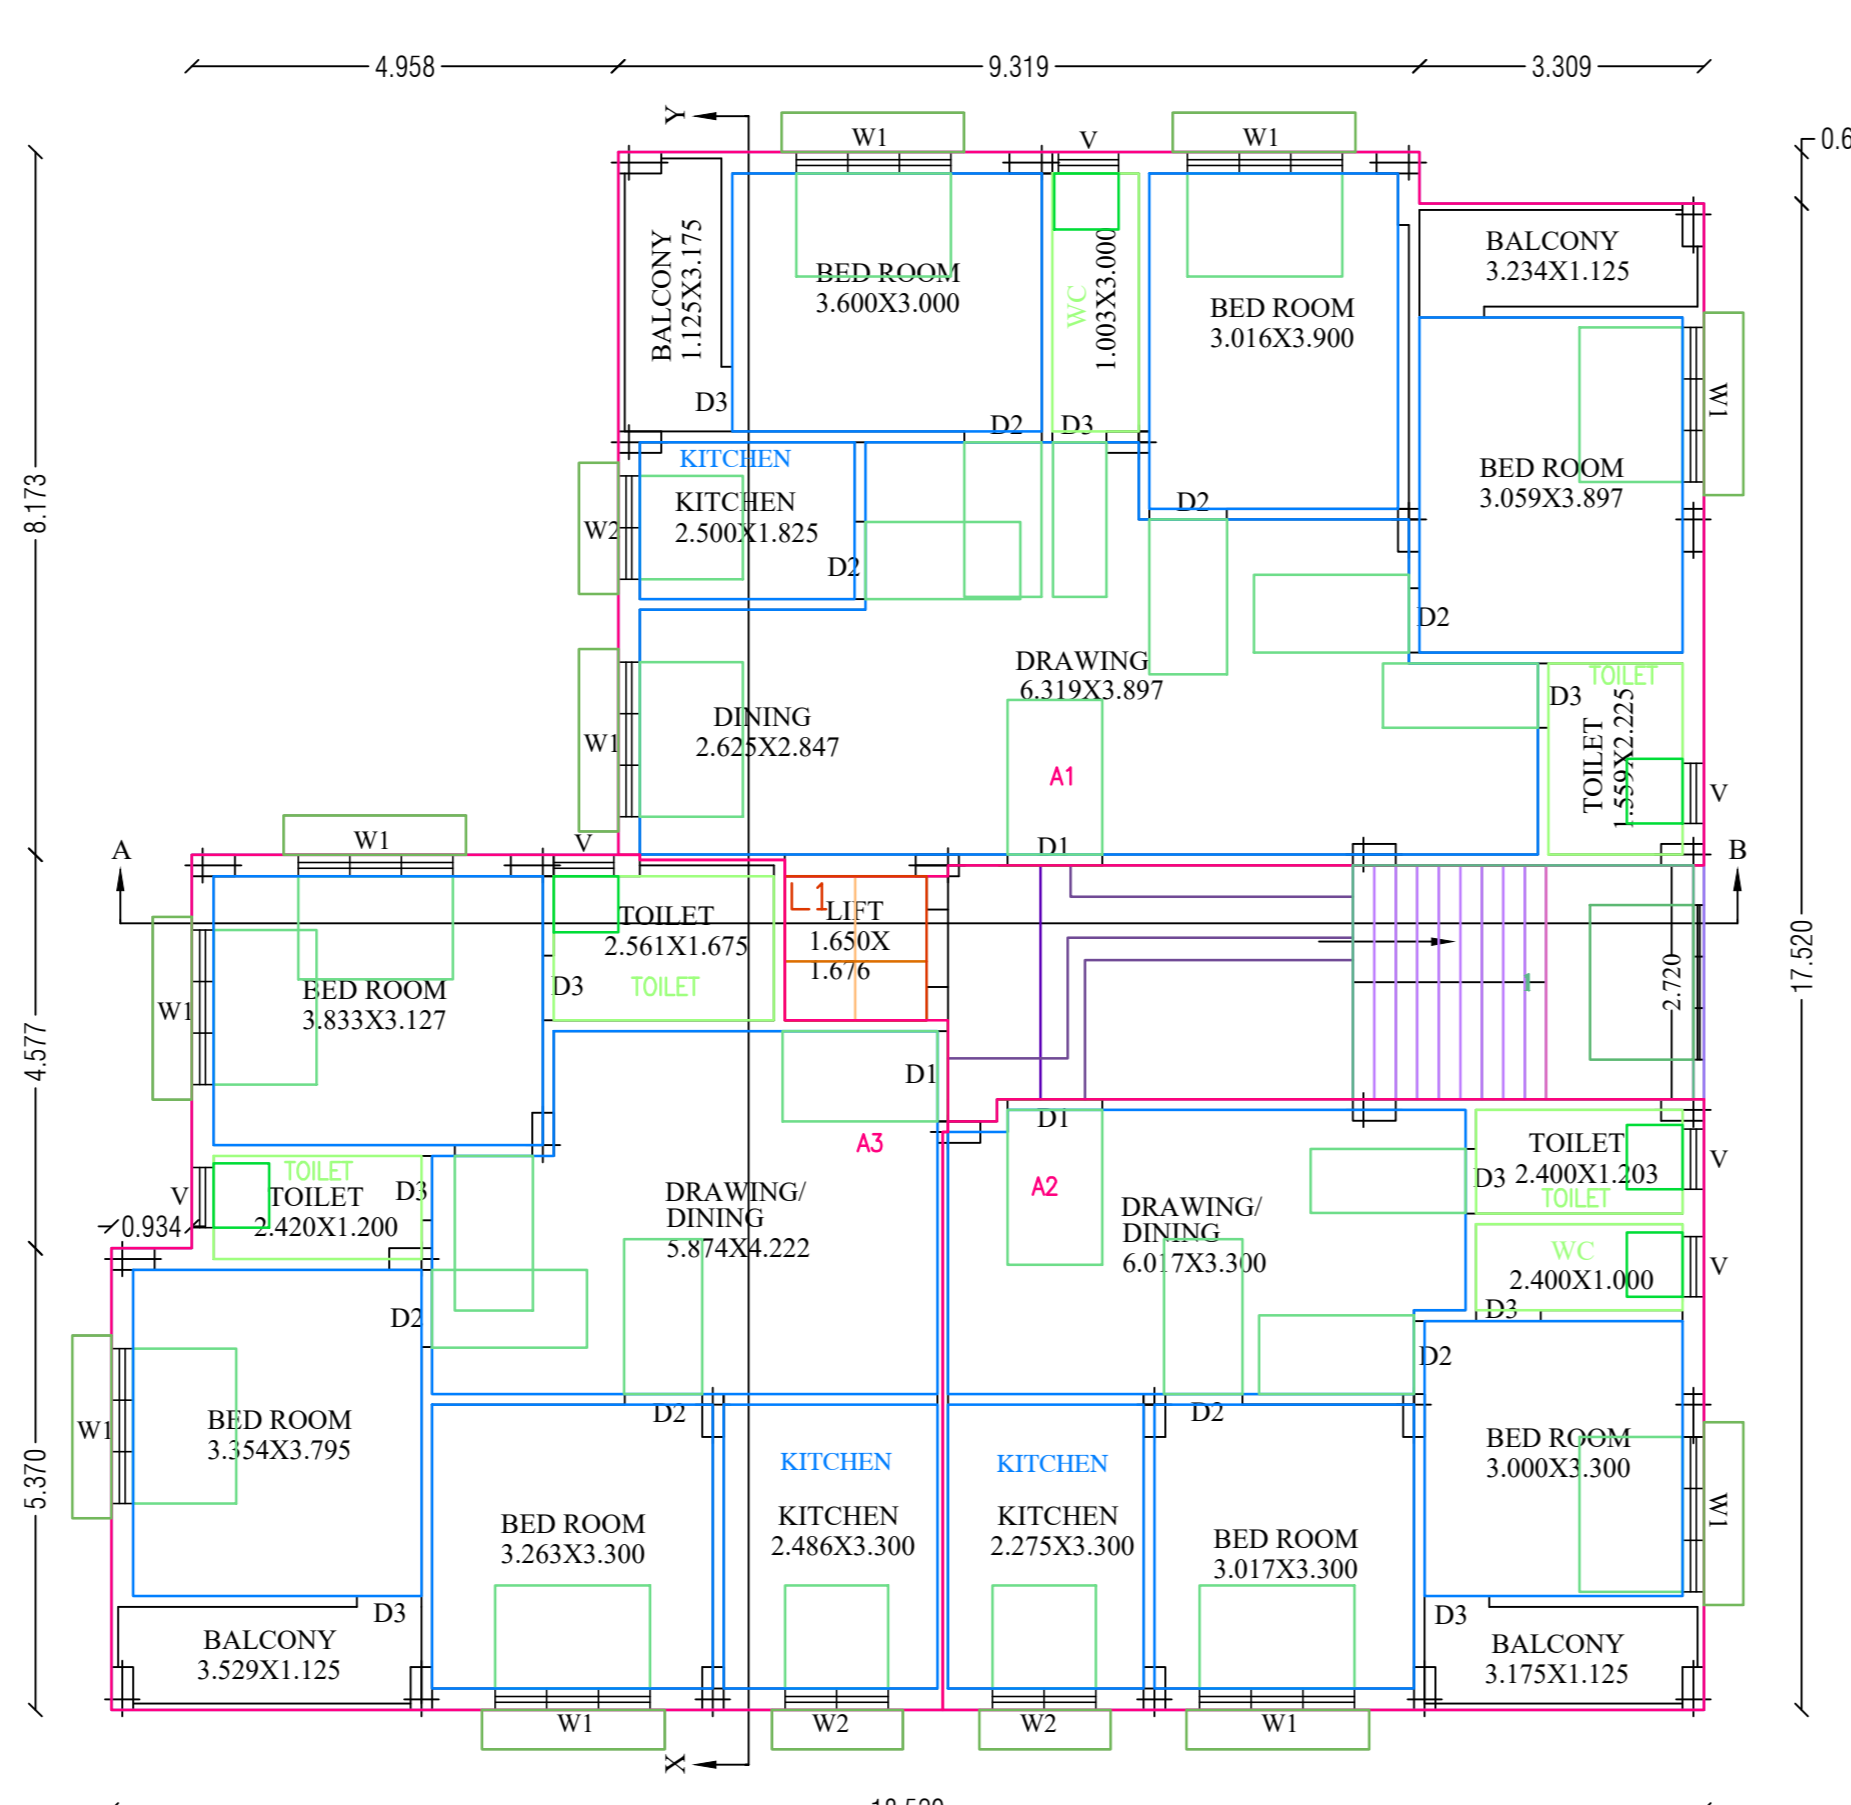 4.958
9.319
3.309
Y
W1
V
W1
0.6
BALCONY
1.125X3.175
BED ROOM
3.600X3.000
WC
1.003X3.000
BED ROOM
3.016X3.900
BALCONY
3.234X1.125
D3
D2
D3
W1
8.173
KITCHEN
KITCHEN
2.500X1.825
W2
D2
D2
BED ROOM
3.059X3.897
D2
DRAWING
6.319X3.897
DINING
2.625X2.847
W1
A1
D3
TOILET
TOILET
1.559X2.225
V
A
W1
V
D1
B
L1
LIFT
1.650X
1.676
TOILET
2.561X1.675
TOILET
D3
BED ROOM
3.833X3.127
W1
2.720
17.520
4.577
D1
D1
A3
A2
TOILET
TOILET
2.420X1.200
D3
V
0.934
DRAWING/
DINING
5.874X4.222
DRAWING/
DINING
6.017X3.300
TOILET
2.400X1.203
TOILET
D3
V
WC
2.400X1.000
V
D3
D2
D2
W1
BED ROOM
3.354X3.795
D2
D2
BED ROOM
3.000X3.300
W1
5.370
KITCHEN
KITCHEN
2.486X3.300
KITCHEN
KITCHEN
2.275X3.300
BED ROOM
3.263X3.300
BED ROOM
3.017X3.300
D3
D3
BALCONY
3.529X1.125
BALCONY
3.175X1.125
W1
W2
W2
W1
X